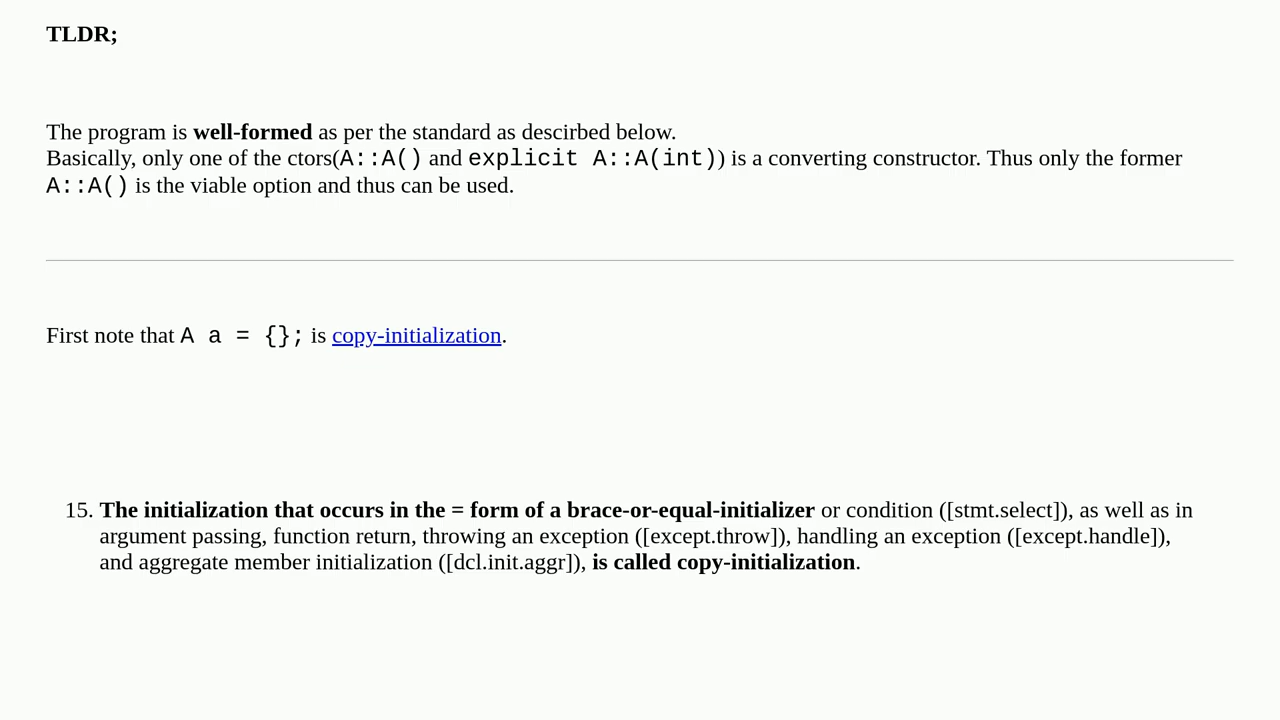 TLDR;
The program is well-formed as per the standard as descirbed below.
Basically, only one of the ctors(A::A() and explicit A::A(int)) is a converting constructor. Thus only the former
A::A() is the viable option and thus can be used.
First note that A a = {}; is copy-initialization.
15. The initialization that occurs in the = form of a brace-or-equal-initializer or condition ([stmt.select]), as well as in
argument passing, function return, throwing an exception ([except.throw]), handling an exception ([except.handle]),
and aggregate member initialization ([dcl.init.aggr]), is called copy-initialization.